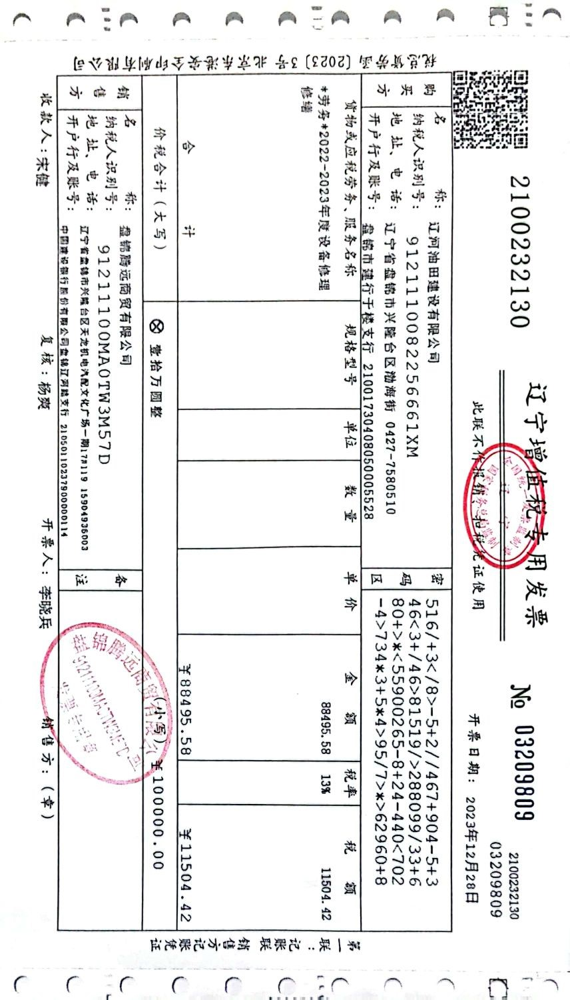 2100232130
辽宁增值税专用发票
№ 03209809
2100232130
03209809
此联不作报销、扣税凭证使用
开票日期: 2023年12月28日
全国统一发票监制章
辽宁
国家税务总局监制
税总货劳函〔2023〕3号 北京东港安全印刷有限公司
购买方
名 称: 辽河油田建设有限公司
纳税人识别号: 91211100822566​61XM
地 址、电 话: 辽宁省盘锦市兴隆台区渤海街 0427-7580510
开户行及账号: 盘锦市建行于楼支行 21001730408050005528
密码区
516/+3</8>-5+2//467+904-5+3
46<3+/46>81519/>288099/33+6
80+>*<55900265-8+24-440<702
-4>734*3+5*4>95/7>*>62960+8
货物或应税劳务、服务名称 规格型号 单位 数 量 单 价 金 额 税率 税 额
*劳务*2022-2023年度设备修理 88495.58 13% 11504.42
修缮
合 计 ¥88495.58 ¥11504.42
价税合计(大写) ⊗ 壹拾万圆整 (小写) ¥100000.00
销售方
名 称: 盘锦腾远商贸有限公司
纳税人识别号: 91211100MA0TW3M57D
地 址、电 话: 辽宁省盘锦市兴隆台区天龙机电汽配文化广场一期17#119 15904936003
开户行及账号: 中国建设银行股份有限公司盘锦辽河路支行 21050110237900000114
备注
盘锦腾远商贸有限公司
发票专用章
收款人: 宋健 复核: 杨爽 开票人: 李晓兵 销售方: (章)
第一联: 记账联 销售方记账凭证